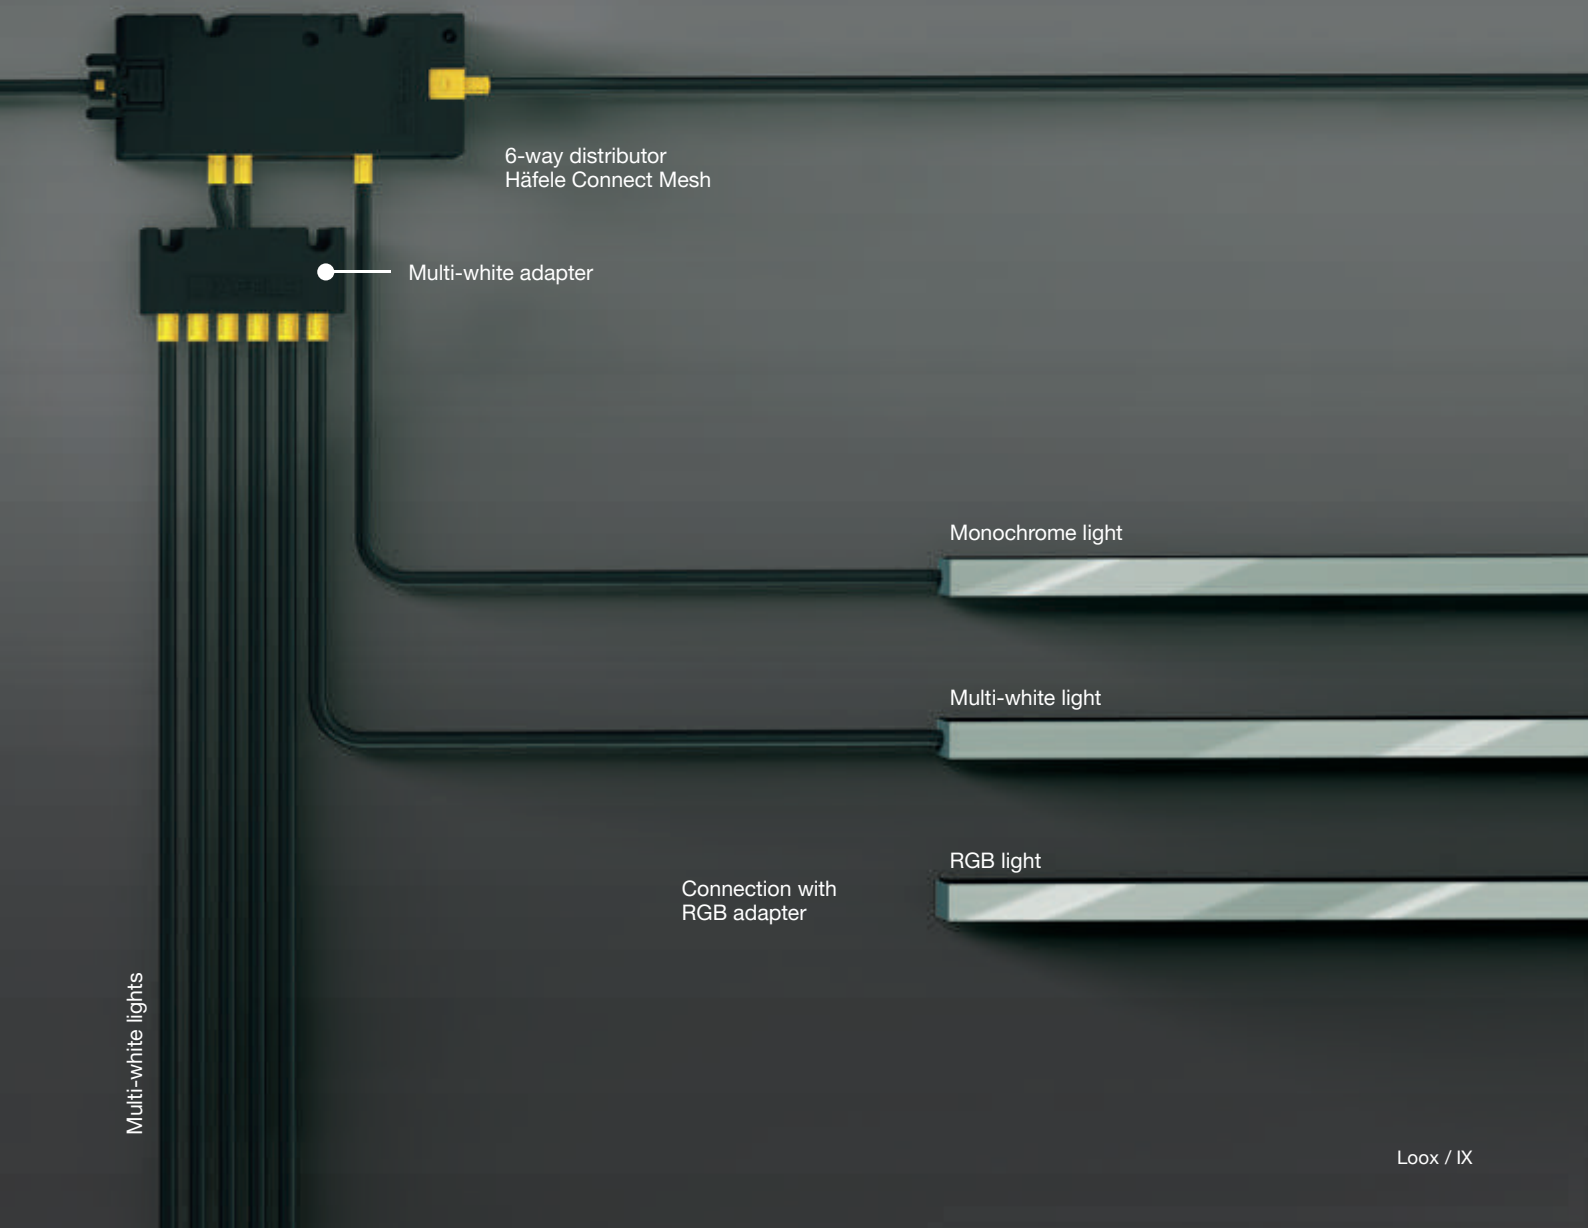 6-way distributor
Häfele Connect Mesh
Multi-white adapter
Monochrome light
Multi-white light
RGB light
Connection with
RGB adapter
Multi-white lights
Loox / IX